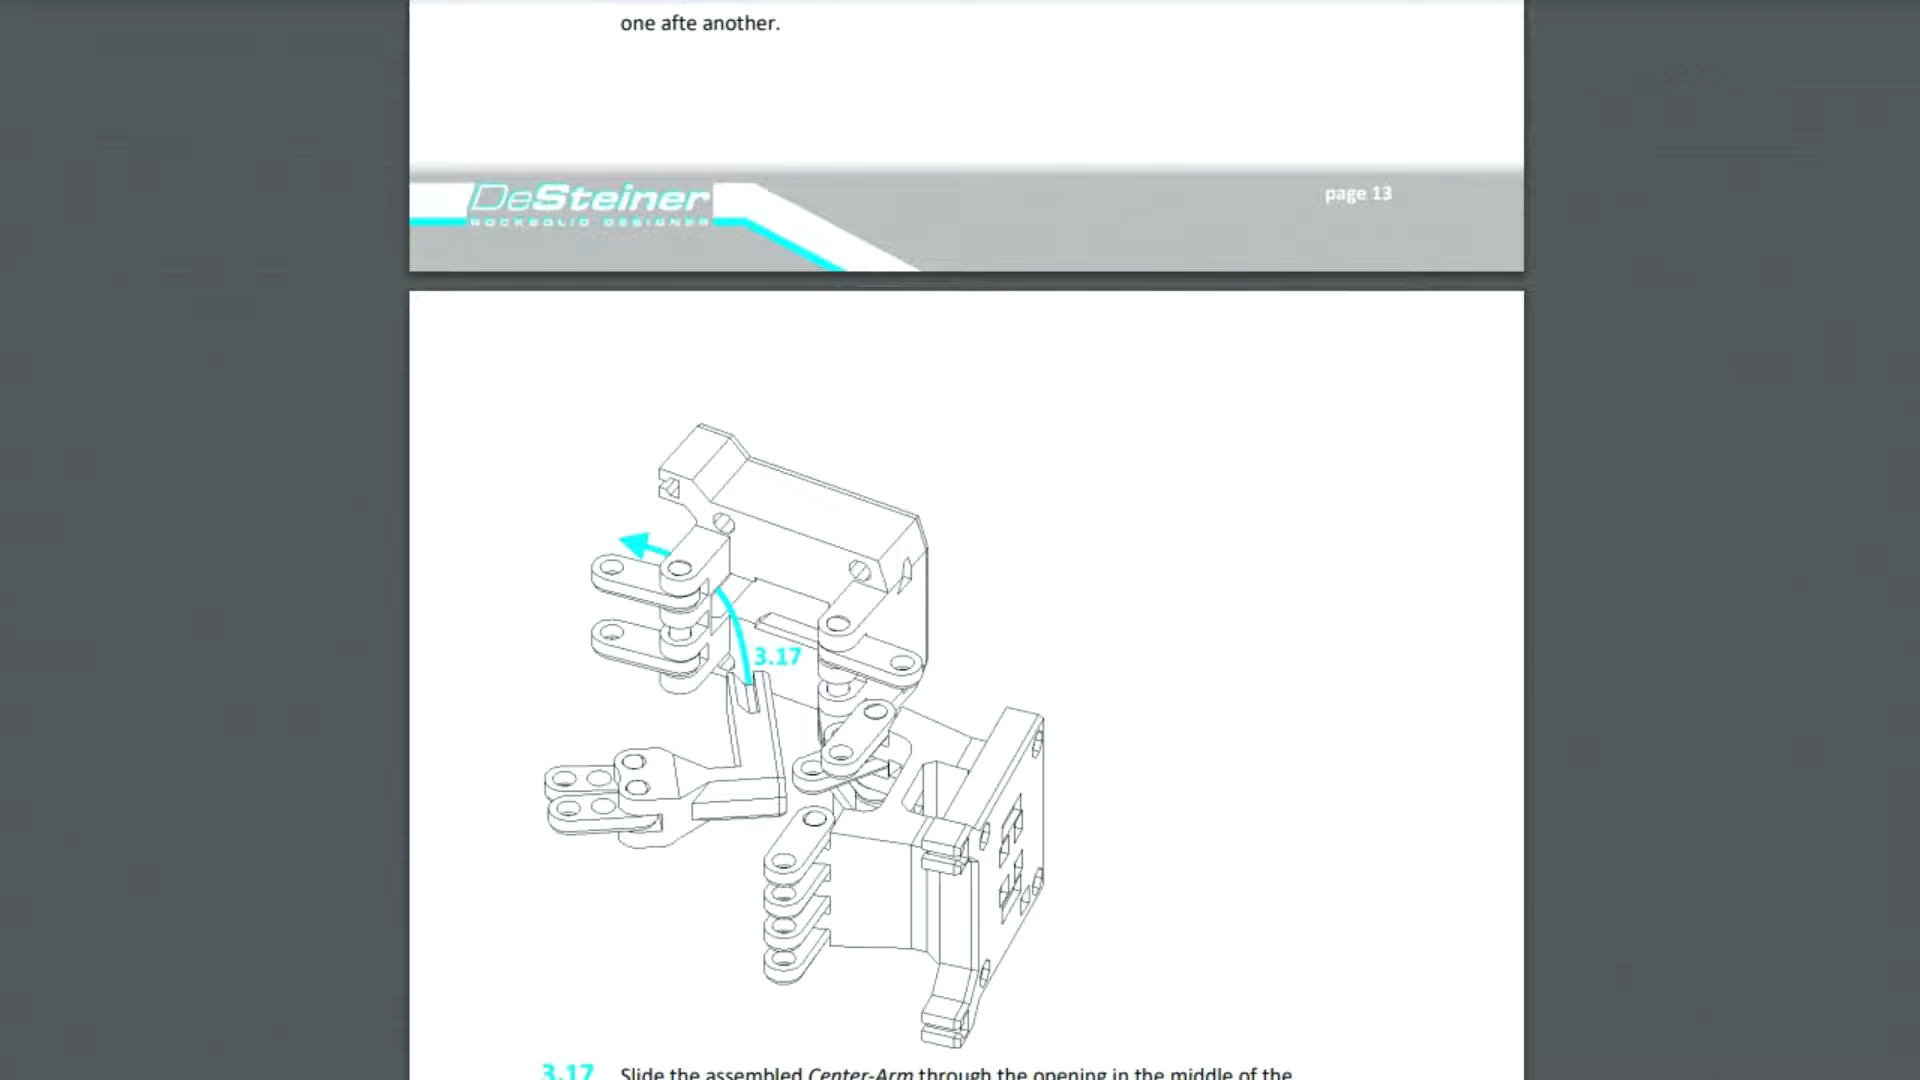 one afte another.
DeSteiner
ROCKSOLID DESIGNER
page 13
3.17
3.17 Slide the assembled Center-Arm through the opening in the middle of the